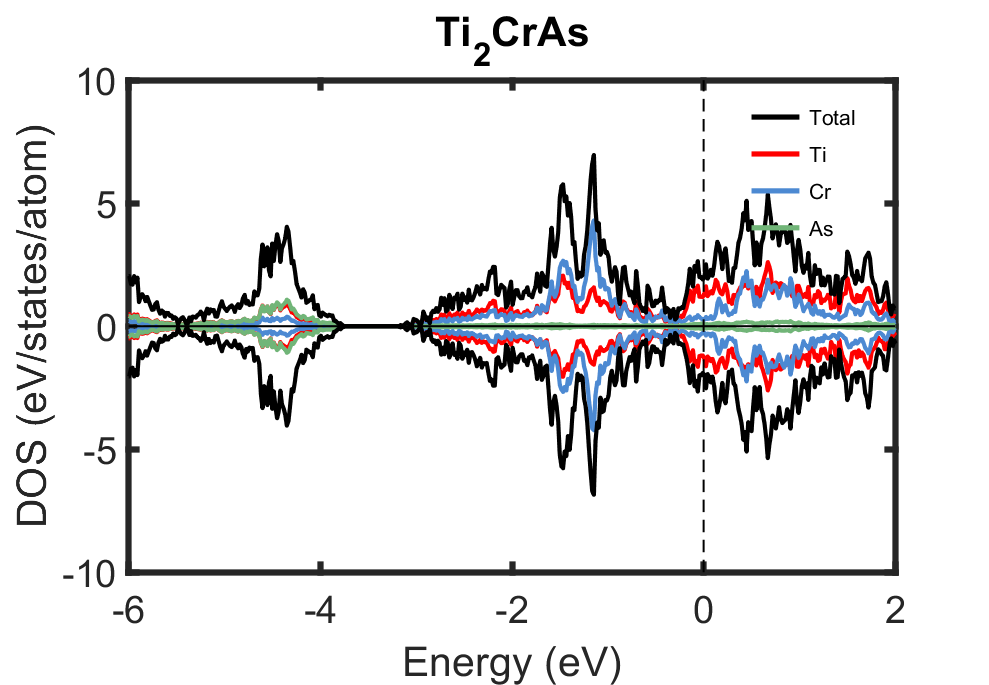 Ti₂CrAs
10
5
0
-5
-10
DOS (eV/states/atom)
Total
Ti
Cr
As
-6 -4 -2 0 2
Energy (eV)